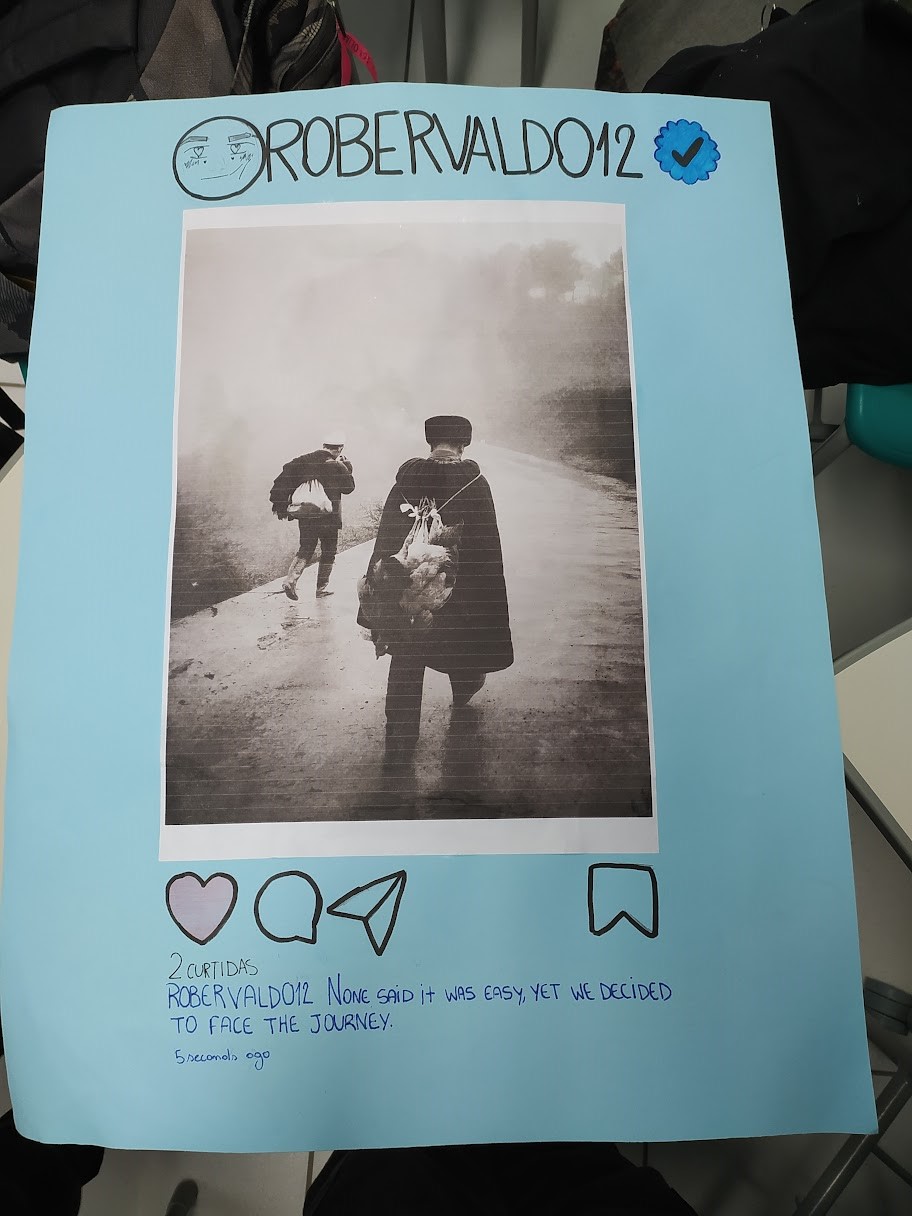 ROBERVALDO12
2 CURTIDAS
ROBERVALDO12 NONE SAID it WAS EASY, YET WE DECIDED
TO FACE THE JOURNEY.
5 seconds ago